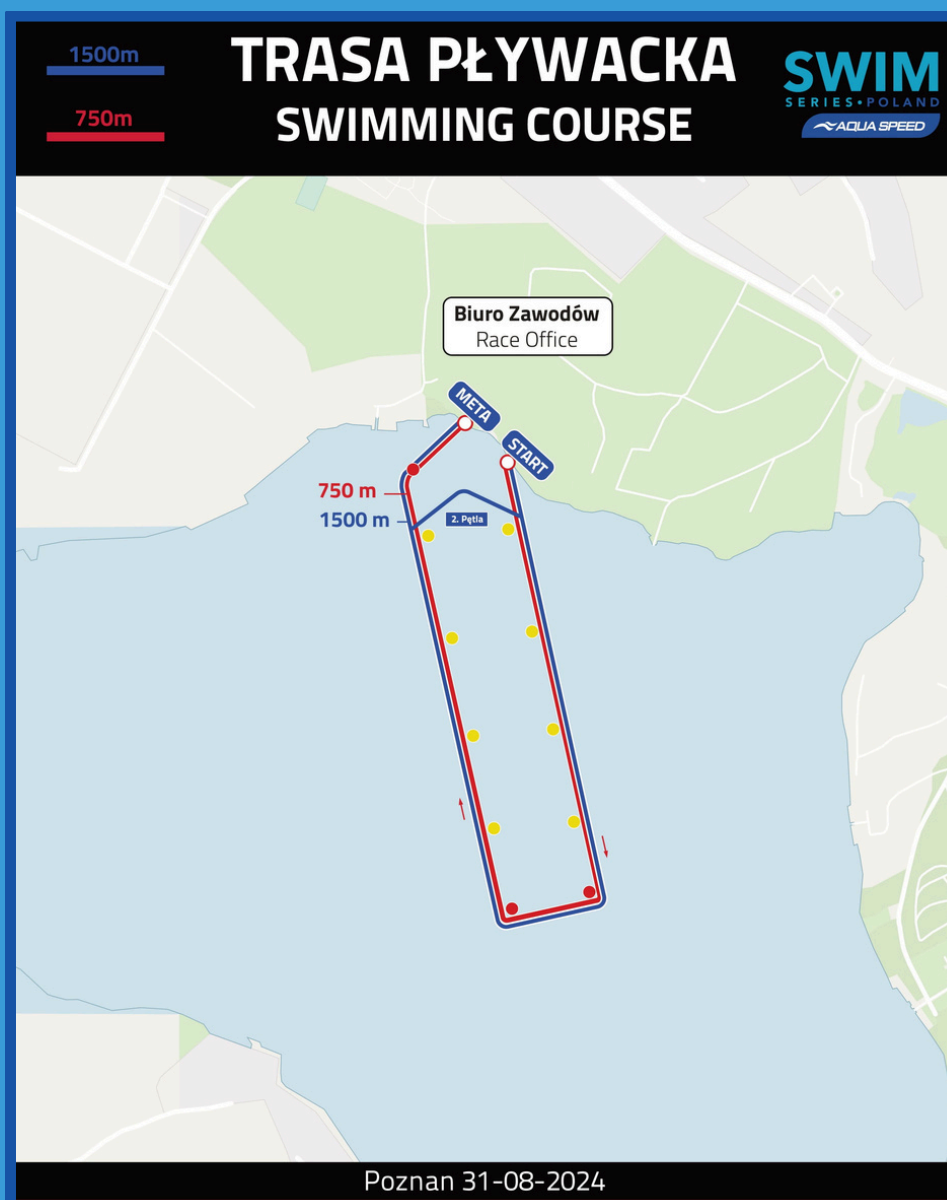 1500m
750m
TRASA PŁYWACKA
SWIMMING COURSE
SWIM
SERIES•POLAND
AQUA SPEED
Biuro Zawodów
Race Office
META
START
750 m
1500 m
2. Pętla
Poznan 31-08-2024